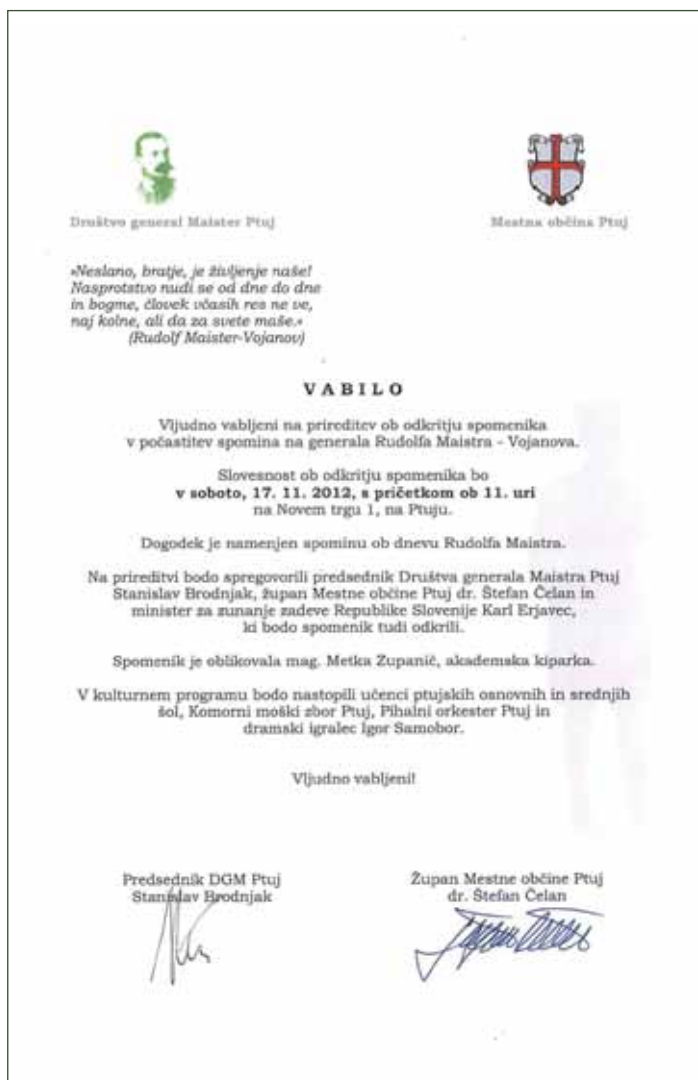 Društvo general Maister Ptuj
Mestna občina Ptuj
»Neslano, bratje, je življenje naše!
Nasprotstvo nudi se od dne do dne
in bogme, človek včasih res ne ve,
naj kolne, ali da za svete maše.«
(Rudolf Maister-Vojanov)
VABILO
Vljudno vabljeni na prireditev ob odkritju spomenika
v počastitev spomina na generala Rudolfa Maistra - Vojanova.
Slovesnost ob odkritju spomenika bo
v soboto, 17. 11. 2012, s pričetkom ob 11. uri
na Novem trgu 1, na Ptuju.
Dogodek je namenjen spominu ob dnevu Rudolfa Maistra.
Na prireditvi bodo spregovorili predsednik Društva generala Maistra Ptuj
Stanislav Brodnjak, župan Mestne občine Ptuj dr. Štefan Čelan in
minister za zunanje zadeve Republike Slovenije Karl Erjavec,
ki bodo spomenik tudi odkrili.
Spomenik je oblikovala mag. Metka Zupanič, akademska kiparka.
V kulturnem programu bodo nastopili učenci ptujskih osnovnih in srednjih
šol, Komorni moški zbor Ptuj, Pihalni orkester Ptuj in
dramski igralec Igor Samobor.
Vljudno vabljeni!
Predsednik DGM Ptuj
Stanislav Brodnjak
Župan Mestne občine Ptuj
dr. Štefan Čelan